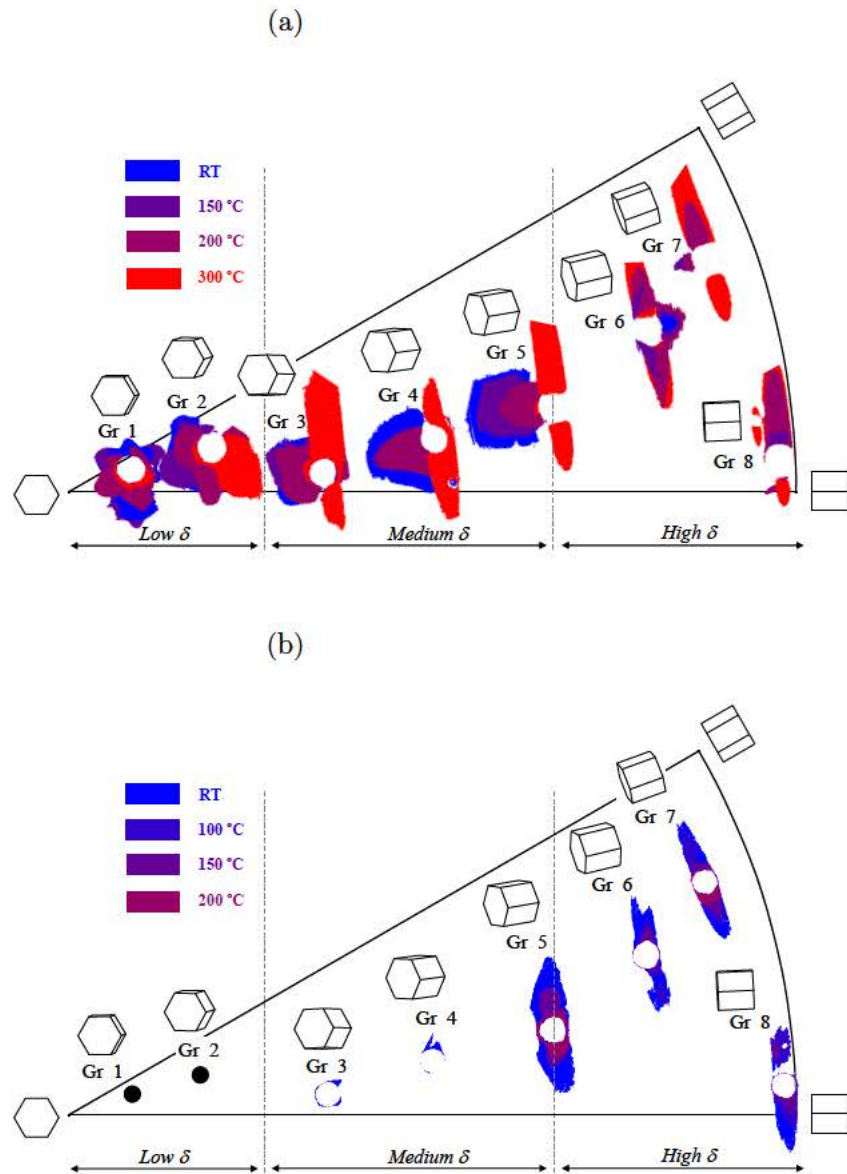 (a)
RT
150 °C
200 °C
300 °C
Gr 7
Gr 6
Gr 5
Gr 4
Gr 3
Gr 2
Gr 1
Gr 8
Low δ
Medium δ
High δ
(b)
RT
100 °C
150 °C
200 °C
Gr 7
Gr 6
Gr 5
Gr 4
Gr 3
Gr 2
Gr 1
Gr 8
Low δ
Medium δ
High δ